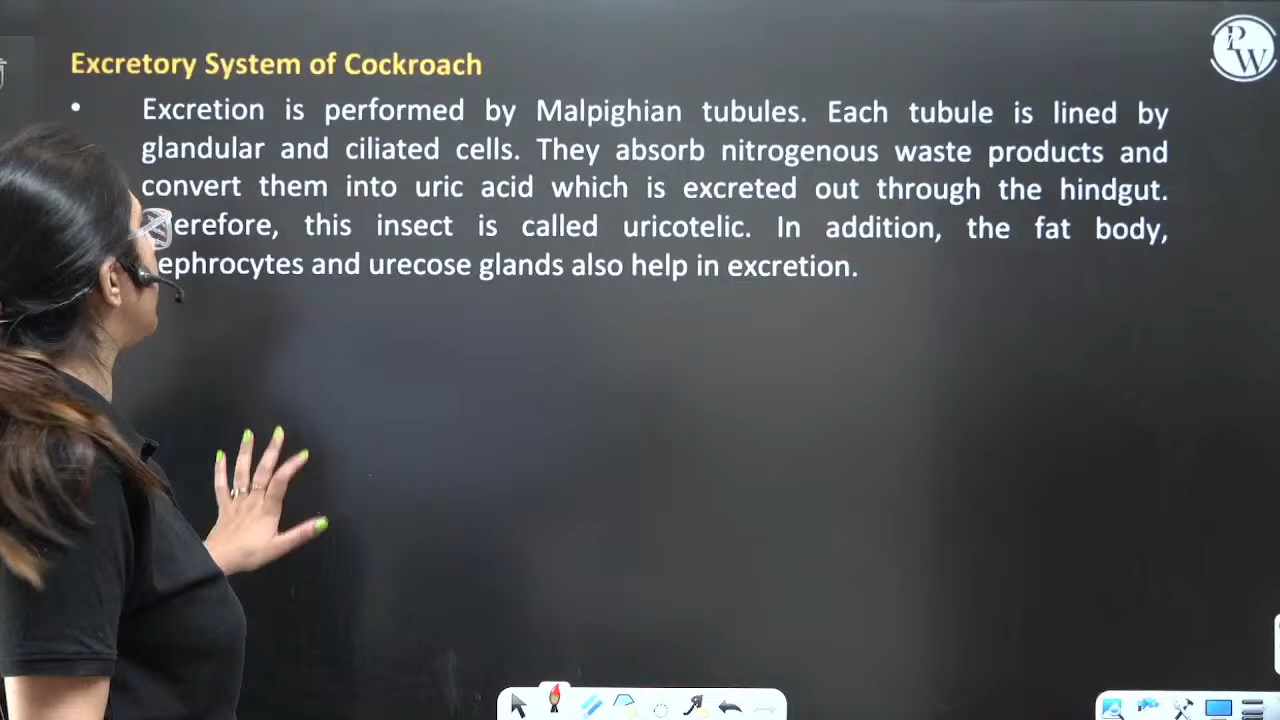 Excretory System of Cockroach
• Excretion is performed by Malpighian tubules. Each tubule is lined by
glandular and ciliated cells. They absorb nitrogenous waste products and
convert them into uric acid which is excreted out through the hindgut.
erefore, this insect is called uricotelic. In addition, the fat body,
ephrocytes and urecose glands also help in excretion.
PW